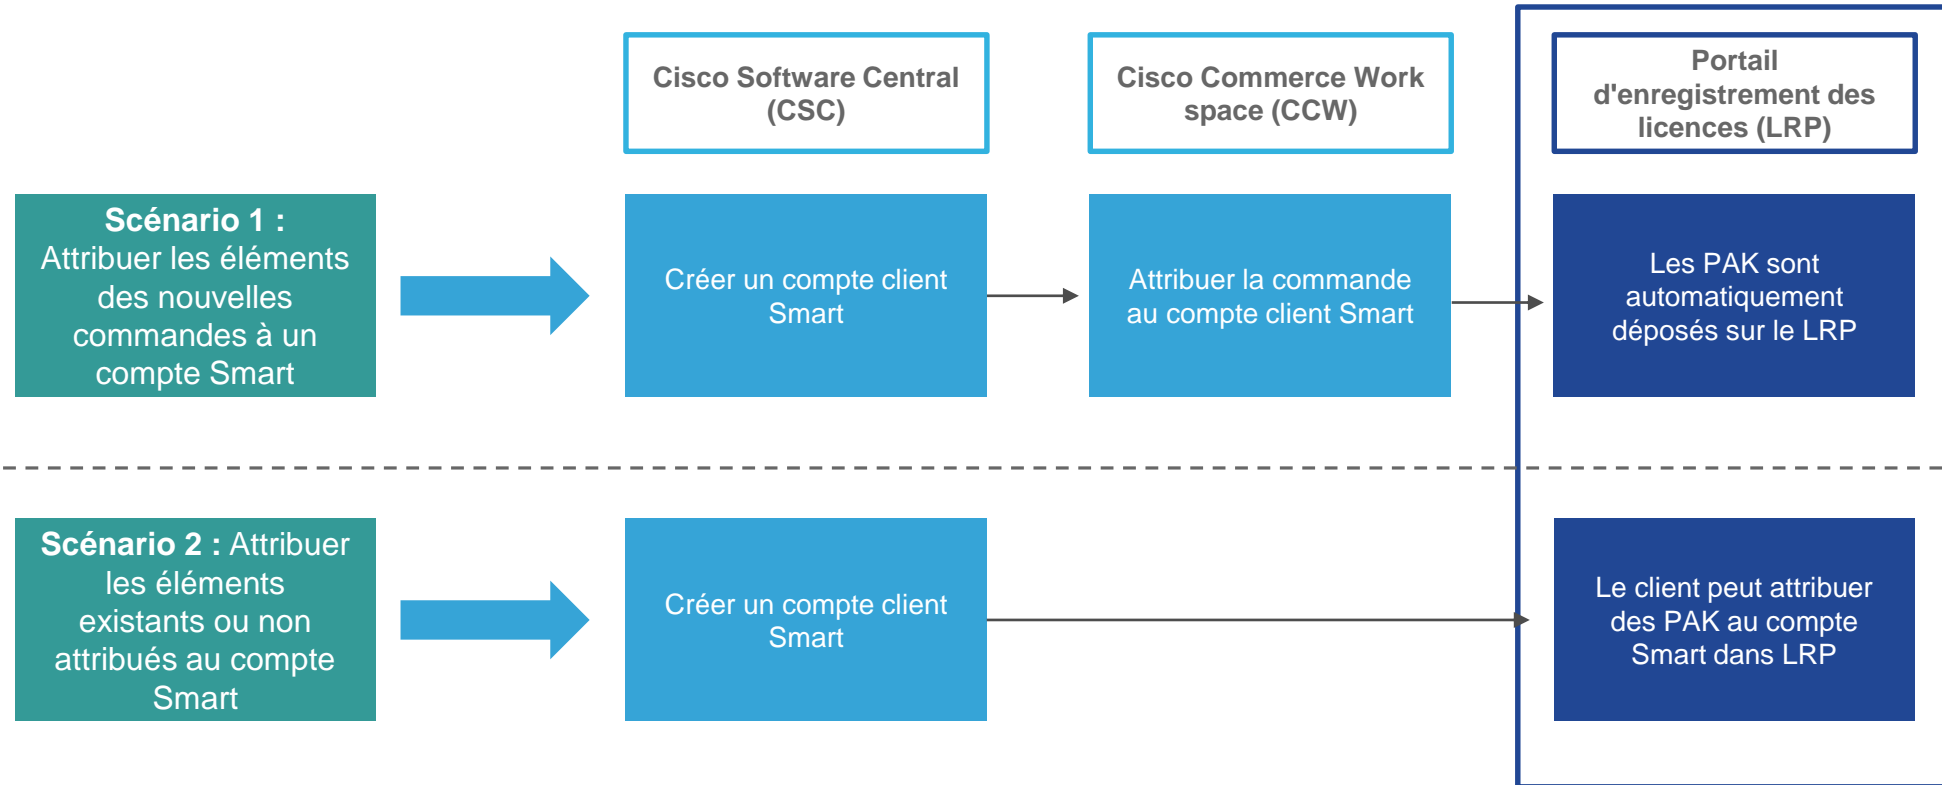 Cisco Software Central
(CSC)
Cisco Commerce Work
space (CCW)
Portail
d'enregistrement des
licences (LRP)
Scénario 1 :
Attribuer les éléments
des nouvelles
commandes à un
compte Smart
Créer un compte client
Smart
Attribuer la commande
au compte client Smart
Les PAK sont
automatiquement
déposés sur le LRP
Scénario 2 : Attribuer
les éléments
existants ou non
attribués au compte
Smart
Créer un compte client
Smart
Le client peut attribuer
des PAK au compte
Smart dans LRP